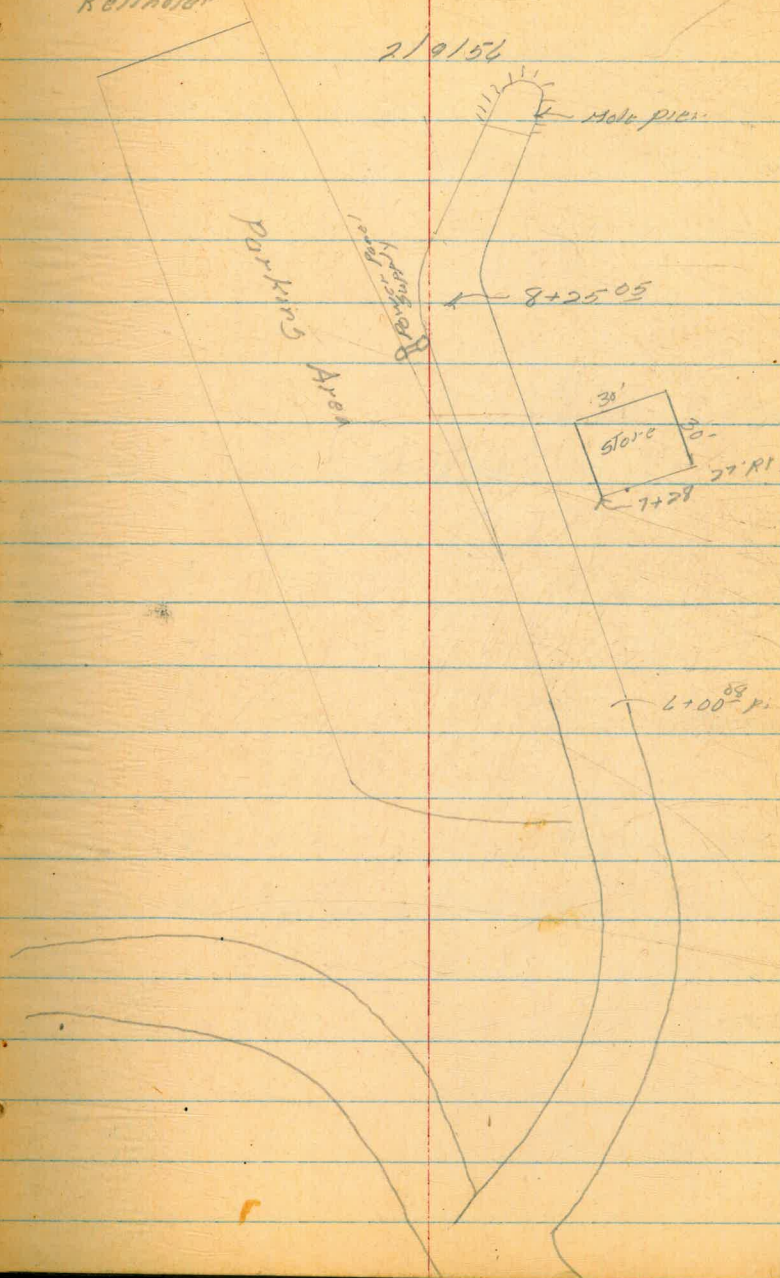 2/9/56
Mole pier
Parking Area
8+25 05
30'
Store
30-
27' Rt
7+28
6+00 08